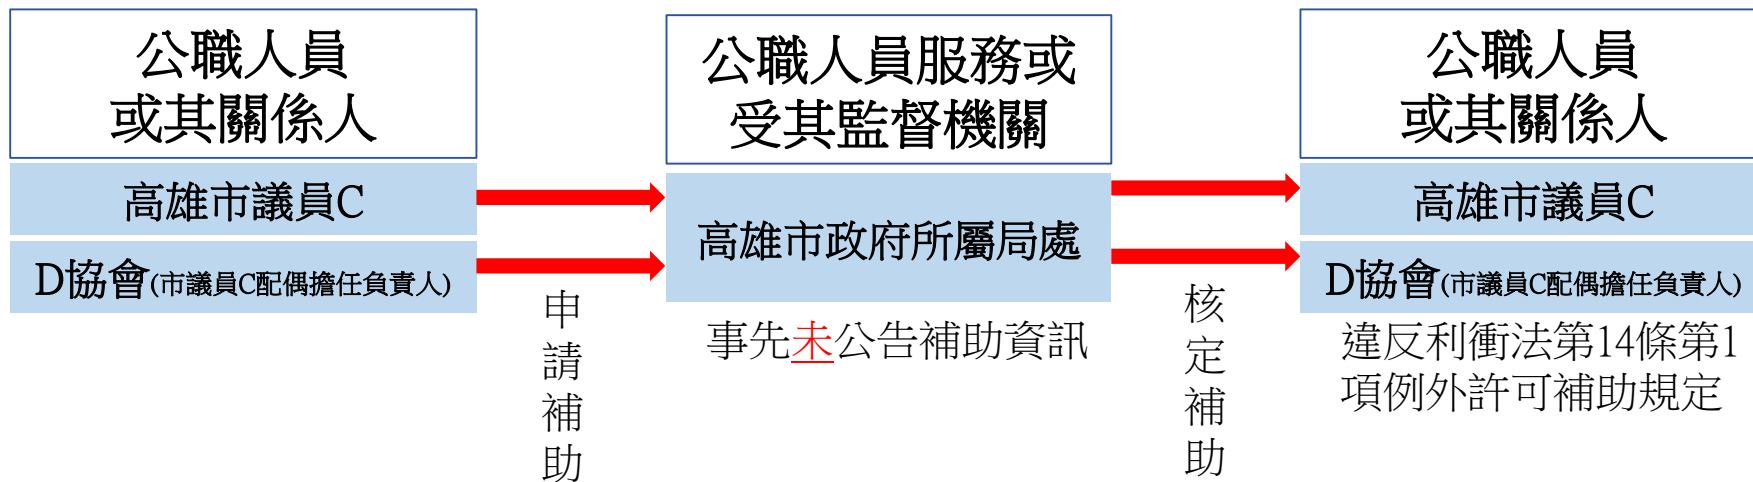 公職人員
或其關係人
高雄市議員C
D協會(市議員C配偶擔任負責人)
申請補助
公職人員服務或
受其監督機關
高雄市政府所屬局處
事先未公告補助資訊
核定補助
公職人員
或其關係人
高雄市議員C
D協會(市議員C配偶擔任負責人)
違反利衝法第14條第1
項例外許可補助規定